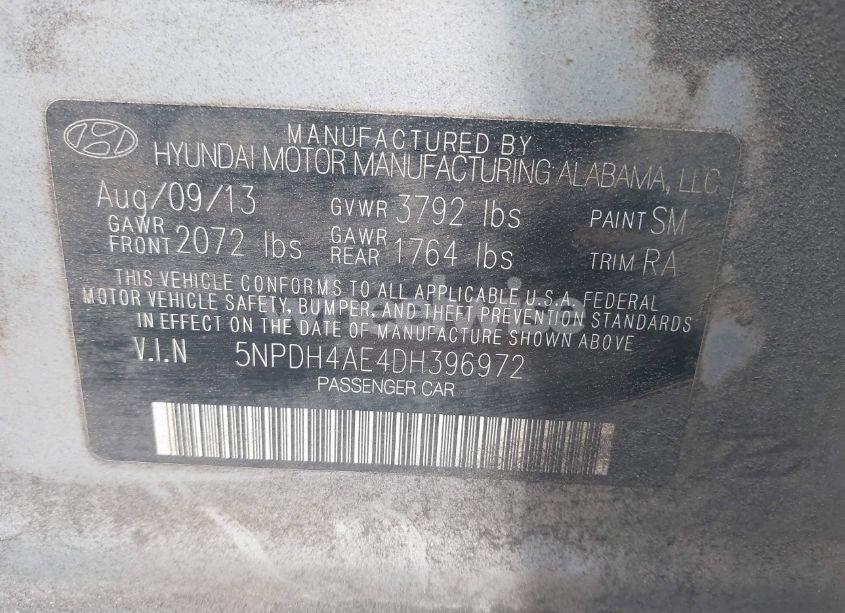 MANUFACTURED BY
HYUNDAI MOTOR MANUFACTURING ALABAMA, LLC
Aug/09/13 GVWR 3792 lbs PAINT SM
GAWR FRONT 2072 lbs GAWR REAR 1764 lbs TRIM RA
THIS VEHICLE CONFORMS TO ALL APPLICABLE U.S.A. FEDERAL
MOTOR VEHICLE SAFETY, BUMPER, AND THEFT PREVENTION STANDARDS
IN EFFECT ON THE DATE OF MANUFACTURE SHOWN ABOVE
V.I.N 5NPDH4AE4DH396972
PASSENGER CAR